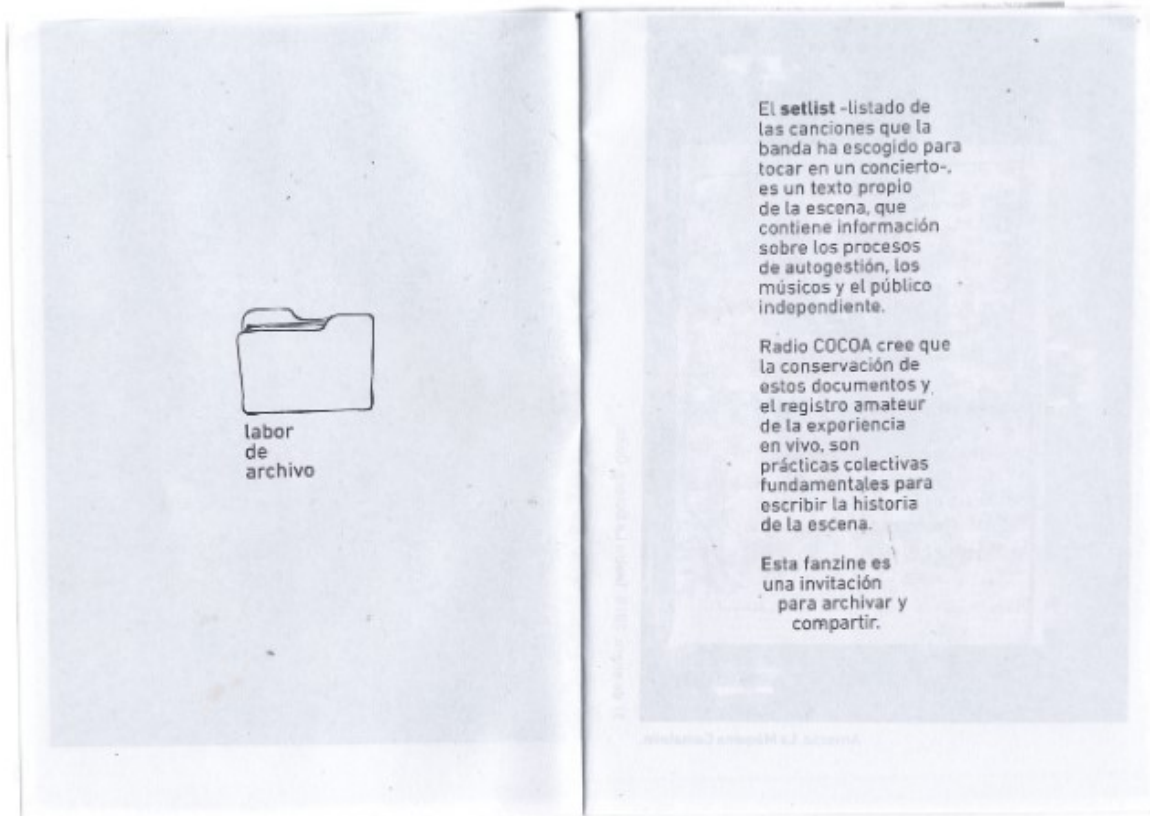 labor
de
archivo
El setlist -listado de
las canciones que la
banda ha escogido para
tocar en un concierto-,
es un texto propio
de la escena, que
contiene información
sobre los procesos
de autogestión, los
músicos y el público
independiente.
Radio COCOA cree que
la conservación de
estos documentos y
el registro amateur
de la experiencia
en vivo, son
prácticas colectivas
fundamentales para
escribir la historia
de la escena.
Esta fanzine es
una invitación
para archivar y
compartir.